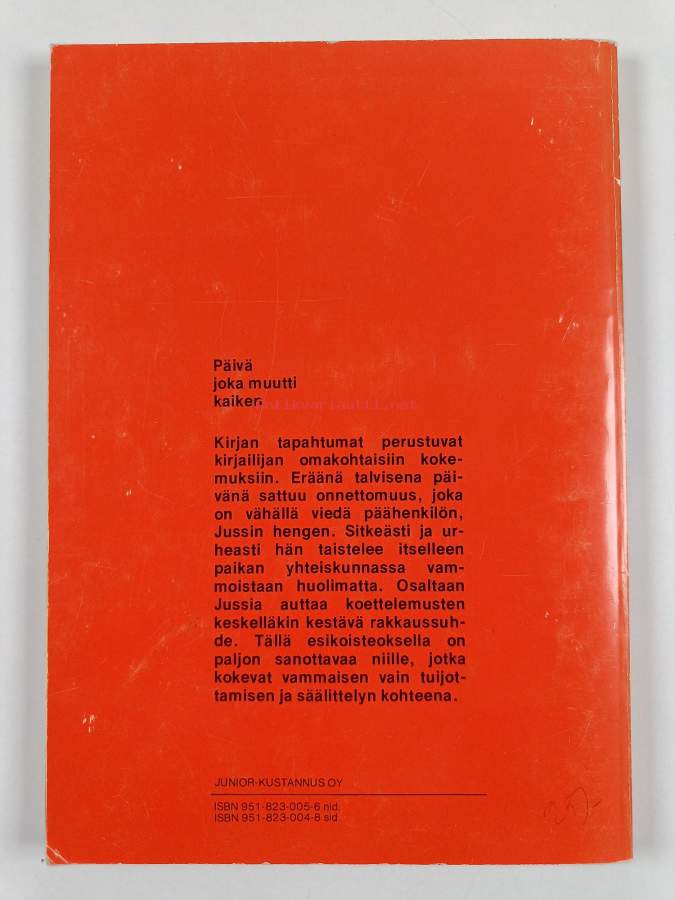 Päivä
joka muutti
kaiken
antikvariaatti.net
Kirjan tapahtumat perustuvat
kirjailijan omakohtaisiin koke-
muksiin. Eräänä talvisena päi-
vänä sattuu onnettomuus, joka
on vähällä viedä päähenkilön,
Jussin hengen. Sitkeästi ja ur-
heasti hän taistelee itselleen
paikan yhteiskunnassa vam-
moistaan huolimatta. Osaltaan
Jussia auttaa koettelemusten
keskelläkin kestävä rakkaussuh-
de. Tällä esikoisteoksella on
paljon sanottavaa niille, jotka
kokevat vammaisen vain tuijot-
tamisen ja säälittelyn kohteena.
JUNIOR-KUSTANNUS OY
ISBN 951-823-005-6 nid.
ISBN 951-823-004-8 sid